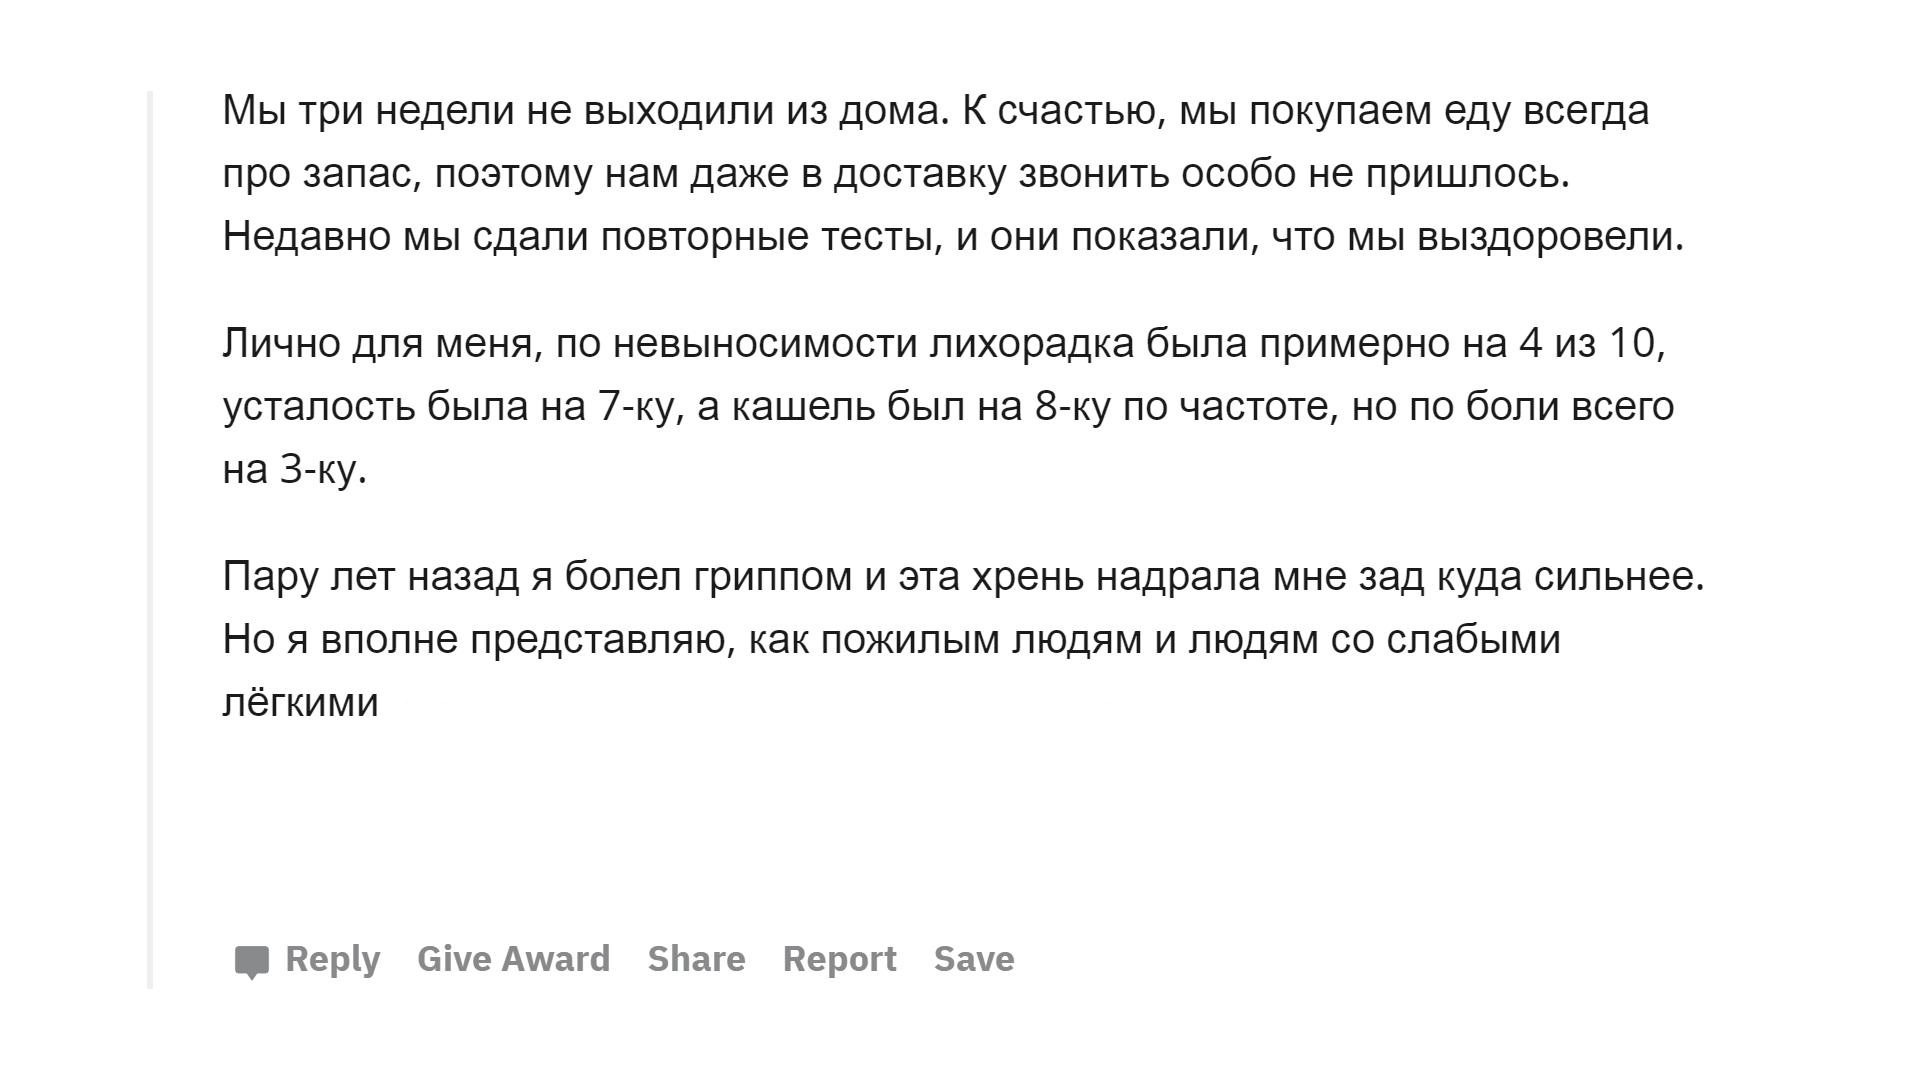 Мы три недели не выходили из дома. К счастью, мы покупаем еду всегда
про запас, поэтому нам даже в доставку звонить особо не пришлось.
Недавно мы сдали повторные тесты, и они показали, что мы выздоровели.
Лично для меня, по невыносимости лихорадка была примерно на 4 из 10,
усталость была на 7-ку, а кашель был на 8-ку по частоте, но по боли всего
на 3-ку.
Пару лет назад я болел гриппом и эта хрень надрала мне зад куда сильнее.
Но я вполне представляю, как пожилым людям и людям со слабыми
лёгкими
Reply Give Award Share Report Save